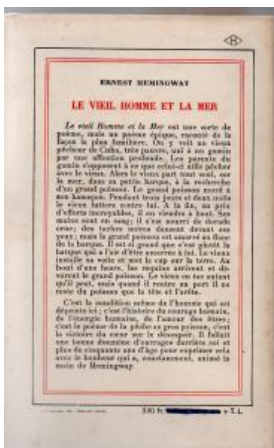 ERNEST HEMINGWAY
LE VIEIL HOMME ET LA MER
Le vieil Homme et la Mer est une sorte de
poème, mais un poème épique, raconté de la
façon la plus familière. On y voit un vieux
pêcheur de Cuba, très pauvre, uni à un gamin
par une affection profonde. Les parents du
gamin s'opposent à ce que celui-ci aille pêcher
avec le vieux. Alors le vieux part tout seul, sur
la mer, dans sa petite barque, à la recherche
d'un grand poisson. Le grand poisson mord à
son hameçon. Pendant trois jours et deux nuits
le vieux luttera contre lui. A la fin, au prix
d'efforts incroyables, il en viendra à bout. Ses
mains sont en sang; il s'est nourri de dorade
crue; des taches noires dansent devant ses
yeux; mais le grand poisson est amarré au flanc
de la barque. Il est si grand que c'est plutôt la
barque qui a l'air d'être amarrée à lui. Le vieux
installe sa voile et met le cap sur la terre. Au
bout d'une heure, les requins arrivent et dé-
vorent le grand poisson. Le vieux en tue autant
qu'il peut, mais quand il rentre au port il ne
reste du poisson que la tête et l'arête.
C'est la condition même de l'homme qui est
dépeinte ici; c'est l'histoire du courage humain,
de l'énergie humaine, de l'amour des êtres;
c'est le poème de la pêche au gros poisson, c'est
la victoire du cœur sur le désespoir. Il fallait
une bonne douzaine d'ouvrages derrière soi et
plus de cinquante ans d'âge pour exprimer cela
avec le bonheur qui a, constamment, animé la
main de Hemingway.
+ T. L.